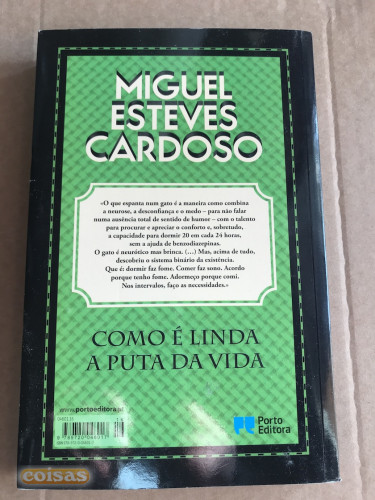 MIGUEL
ESTEVES
CARDOSO
«O que espanta num gato é a maneira como combina
a neurose, a desconfiança e o medo – para não falar
numa ausência total de sentido de humor – com o talento
para procurar e apreciar o conforto e, sobretudo,
a capacidade para dormir 20 em cada 24 horas,
sem a ajuda de benzodiazepinas.
O gato é neurótico mas brinca. (...) Mas, acima de tudo,
descobriu o sistema binário da existência.
Que é: dormir faz fome. Comer faz sono. Acordo
porque tenho fome. Adormeço porque comi.
Nos intervalos, faço as necessidades.»
COMO É LINDA
A PUTA DA VIDA
www.portoeditora.pt
Porto
Editora
coisas